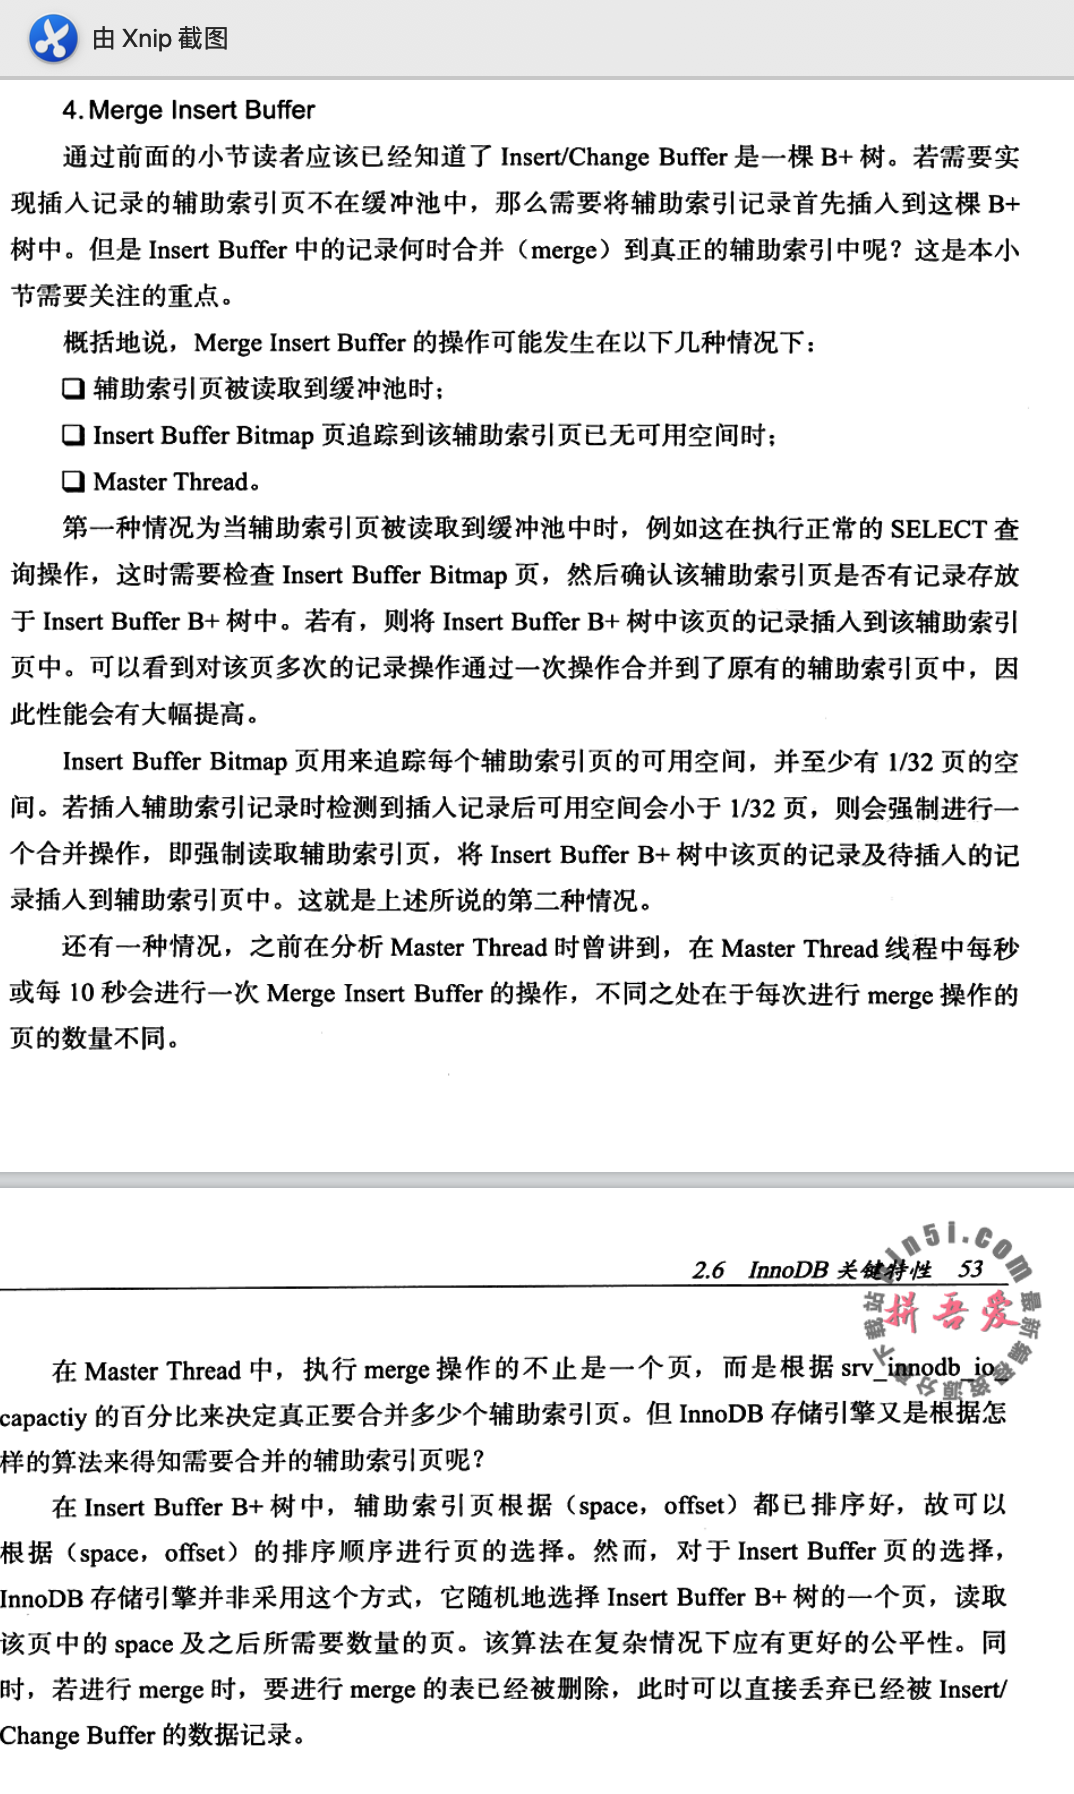 由 Xnip 截图
4. Merge Insert Buffer
通过前面的小节读者应该已经知道了 Insert/Change Buffer 是一棵 B+ 树。若需要实
现插入记录的辅助索引页不在缓冲池中，那么需要将辅助索引记录首先插入到这棵 B+
树中。但是 Insert Buffer 中的记录何时合并（merge）到真正的辅助索引中呢？这是本小
节需要关注的重点。
概括地说，Merge Insert Buffer 的操作可能发生在以下几种情况下：
❑ 辅助索引页被读取到缓冲池时；
❑ Insert Buffer Bitmap 页追踪到该辅助索引页已无可用空间时；
❑ Master Thread。
第一种情况为当辅助索引页被读取到缓冲池中时，例如这在执行正常的 SELECT 查
询操作，这时需要检查 Insert Buffer Bitmap 页，然后确认该辅助索引页是否有记录存放
于 Insert Buffer B+ 树中。若有，则将 Insert Buffer B+ 树中该页的记录插入到该辅助索引
页中。可以看到对该页多次的记录操作通过一次操作合并到了原有的辅助索引页中，因
此性能会有大幅提高。
Insert Buffer Bitmap 页用来追踪每个辅助索引页的可用空间，并至少有 1/32 页的空
间。若插入辅助索引记录时检测到插入记录后可用空间会小于 1/32 页，则会强制进行一
个合并操作，即强制读取辅助索引页，将 Insert Buffer B+ 树中该页的记录及待插入的记
录插入到辅助索引页中。这就是上述所说的第二种情况。
还有一种情况，之前在分析 Master Thread 时曾讲到，在 Master Thread 线程中每秒
或每 10 秒会进行一次 Merge Insert Buffer 的操作，不同之处在于每次进行 merge 操作的
页的数量不同。
2.6 InnoDB 关键特性 53
拼吾爱
在 Master Thread 中，执行 merge 操作的不止是一个页，而是根据 srv_innodb_io_
capactiy 的百分比来决定真正要合并多少个辅助索引页。但 InnoDB 存储引擎又是根据怎
样的算法来得知需要合并的辅助索引页呢？
在 Insert Buffer B+ 树中，辅助索引页根据（space，offset）都已排序好，故可以
根据（space，offset）的排序顺序进行页的选择。然而，对于 Insert Buffer 页的选择，
InnoDB 存储引擎并非采用这个方式，它随机地选择 Insert Buffer B+ 树的一个页，读取
该页中的 space 及之后所需要数量的页。该算法在复杂情况下应有更好的公平性。同
时，若进行 merge 时，要进行 merge 的表已经被删除，此时可以直接丢弃已经被 Insert/
Change Buffer 的数据记录。